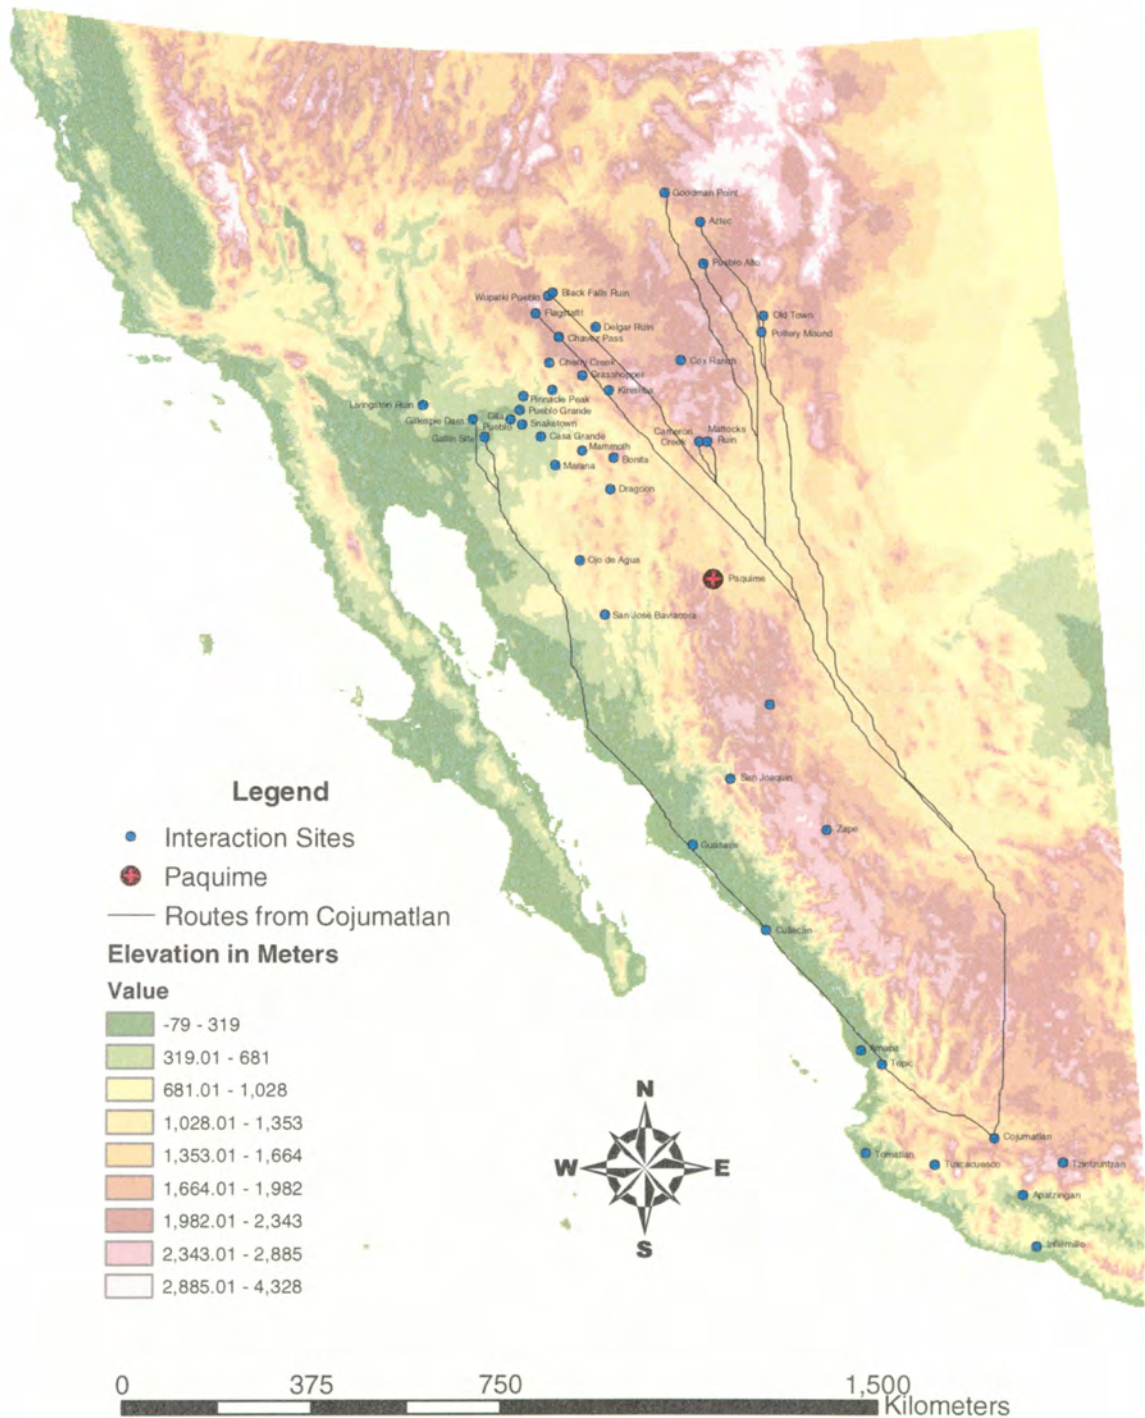 Goodman Point
Aztec
Pueblo Alto
Black Falls Ruin
Wupatki Pueblo
Old Town
Pottery Mound
Delgar Ruin
Chavez Pass
Cox Ranch
Cherry Creek
Grasshopper
Kinishba
Pinnacle Peak
Livingston Ruin
Pueblo Grande
Gillespie Dam
Gila
Pueblo
Snaketown
Gatlin Site
Casa Grande
Cameron
Creek
Mattocks
Ruin
Mammoth
Bonita
Marana
Dragoon
Ojo de Agua
Paquime
San José Baviacora
San Joaquin
Zape
Guasave
Culiacán
Amapa
Tepic
Cojumatlan
Tomatlan
Tuxcacuesco
Tzintzuntzan
Apatzingan
Infiernillo
Legend
Interaction Sites
Paquime
Routes from Cojumatlan
Elevation in Meters
Value
-79 - 319
319.01 - 681
681.01 - 1,028
1,028.01 - 1,353
1,353.01 - 1,664
1,664.01 - 1,982
1,982.01 - 2,343
2,343.01 - 2,885
2,885.01 - 4,328
N
W
E
S
0
375
750
1,500
Kilometers